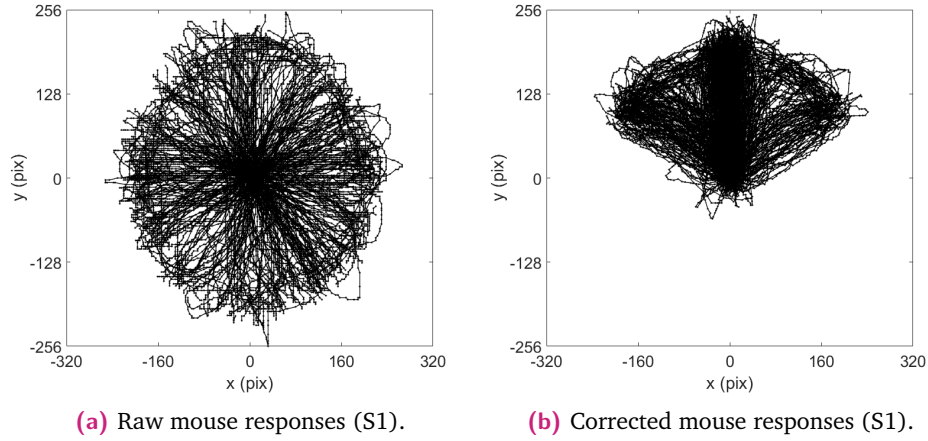 256
128
0
-128
-256
y (pix)
-320 -160 0 160 320
x (pix)
(a) Raw mouse responses (S1).
256
128
0
-128
-256
y (pix)
-320 -160 0 160 320
x (pix)
(b) Corrected mouse responses (S1).